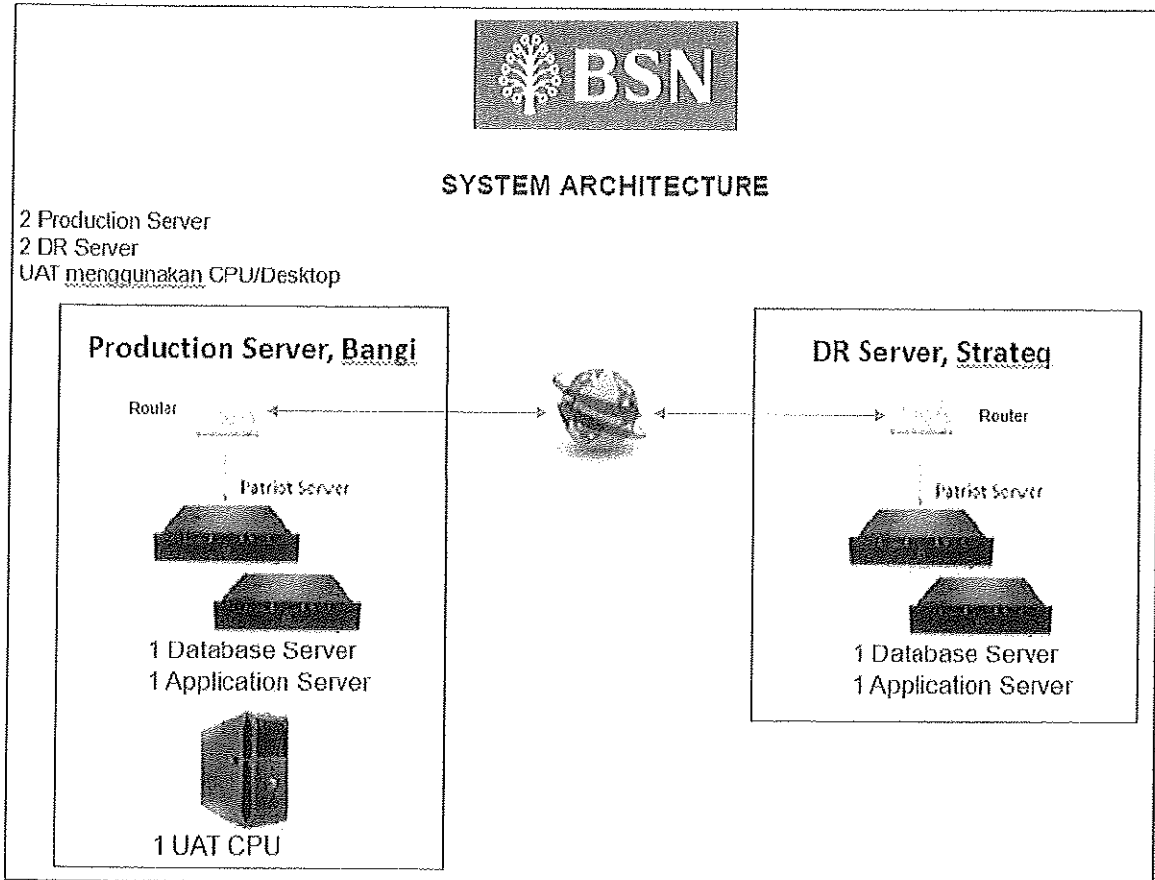 BSN
SYSTEM ARCHITECTURE
2 Production Server
2 DR Server
UAT menggunakan CPU/Desktop
Production Server, Bangi
Router
Patriot Server
1 Database Server
1 Application Server
1 UAT CPU
DR Server, Strateq
Router
Patriot Server
1 Database Server
1 Application Server